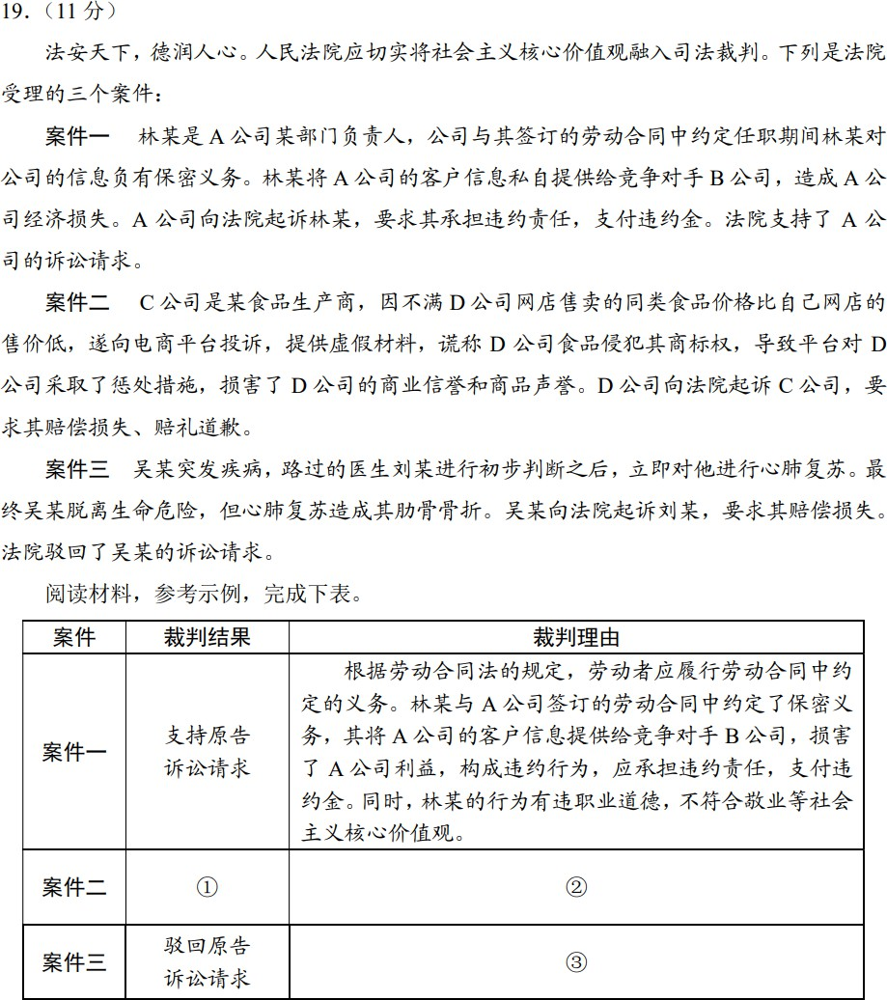 19.（11 分）
法安天下，德润人心。人民法院应切实将社会主义核心价值观融入司法裁判。下列是法院
受理的三个案件：
案件一 林某是 A 公司某部门负责人，公司与其签订的劳动合同中约定任职期间林某对
公司的信息负有保密义务。林某将 A 公司的客户信息私自提供给竞争对手 B 公司，造成 A 公
司经济损失。A 公司向法院起诉林某，要求其承担违约责任，支付违约金。法院支持了 A 公
司的诉讼请求。
案件二 C 公司是某食品生产商，因不满 D 公司网店售卖的同类食品价格比自己网店的
售价低，遂向电商平台投诉，提供虚假材料，谎称 D 公司食品侵犯其商标权，导致平台对 D
公司采取了惩处措施，损害了 D 公司的商业信誉和商品声誉。D 公司向法院起诉 C 公司，要
求其赔偿损失、赔礼道歉。
案件三 吴某突发疾病，路过的医生刘某进行初步判断之后，立即对他进行心肺复苏。最
终吴某脱离生命危险，但心肺复苏造成其肋骨骨折。吴某向法院起诉刘某，要求其赔偿损失。
法院驳回了吴某的诉讼请求。
阅读材料，参考示例，完成下表。
案件 裁判结果 裁判理由
案件一
支持原告
诉讼请求
根据劳动合同法的规定，劳动者应履行劳动合同中约
定的义务。林某与 A 公司签订的劳动合同中约定了保密义
务，其将 A 公司的客户信息提供给竞争对手 B 公司，损害
了 A 公司利益，构成违约行为，应承担违约责任，支付违
约金。同时，林某的行为有违职业道德，不符合敬业等社会
主义核心价值观。
案件二 ① ②
案件三
驳回原告
诉讼请求
③